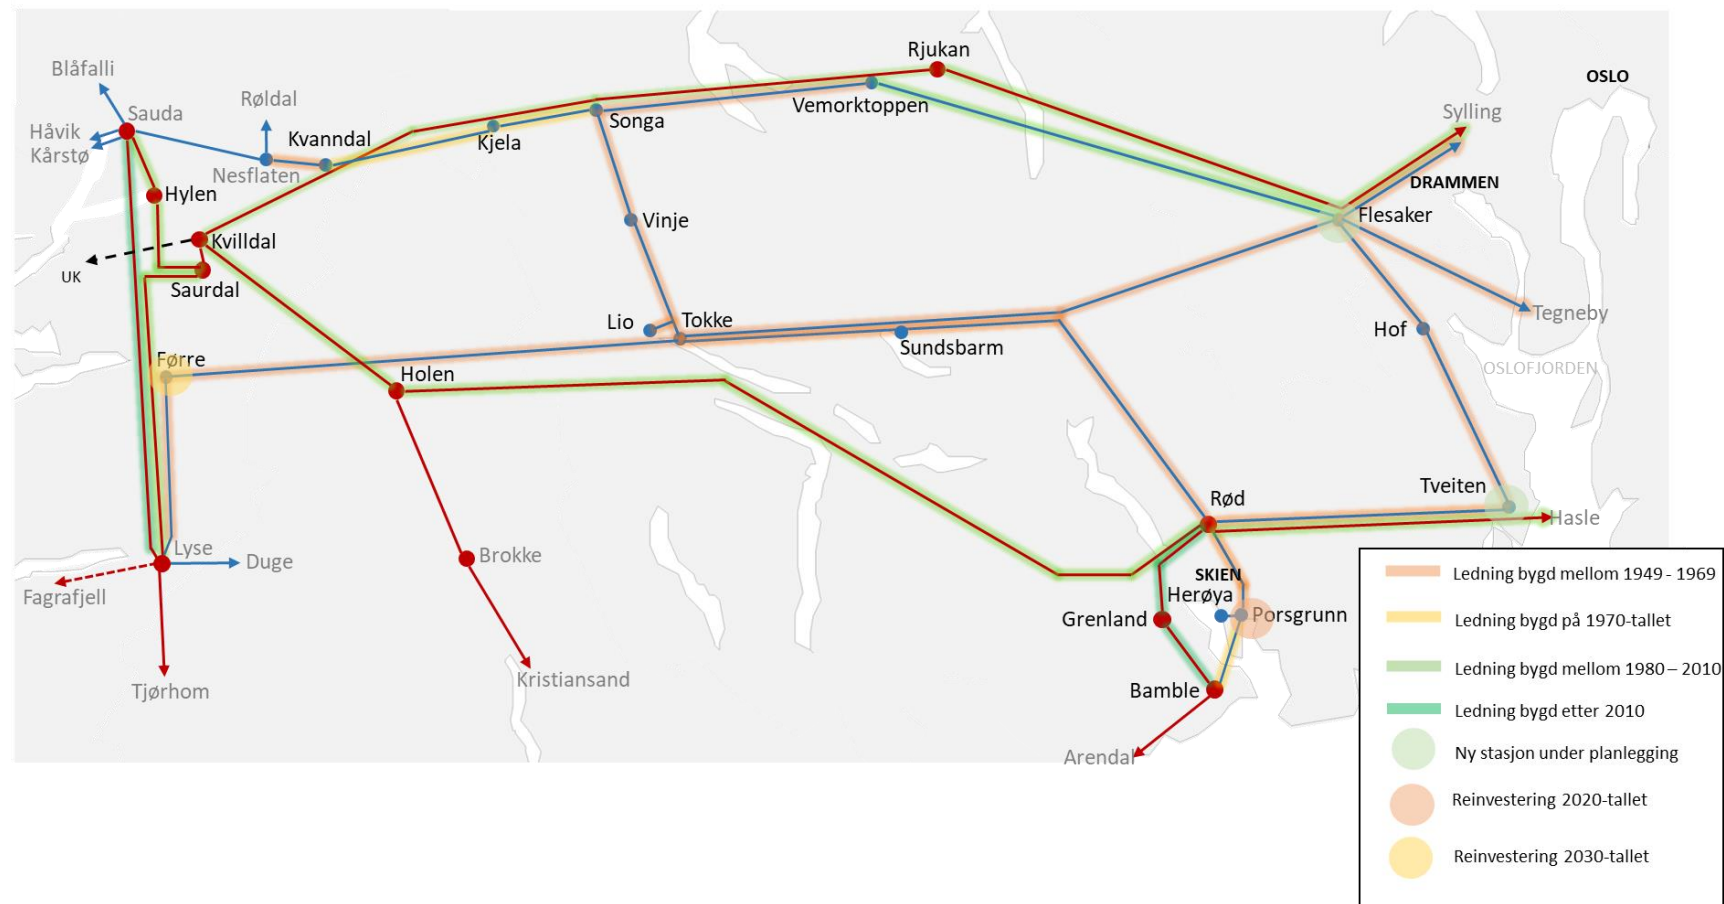 Rjukan
Blåfalli
OSLO
Røldal
Vemorktoppen
Sauda
Songa
Sylling
Håvik
Kvanndal
Kjela
Kårstø
Nesflaten
DRAMMEN
Hylen
Vinje
Flesaker
Kvilldal
UK
Saurdal
Lio
Tokke
Tegneby
Hof
Sundsbarm
Førre
Holen
OSLOFJORDEN
Tveiten
Rød
Hasle
Lyse
Brokke
Duge
SKIEN
Fagrafjell
Herøya
Grenland
Porsgrunn
Kristiansand
Tjørhom
Bamble
Arendal
Ledning bygd mellom 1949 - 1969
Ledning bygd på 1970-tallet
Ledning bygd mellom 1980 – 2010
Ledning bygd etter 2010
Ny stasjon under planlegging
Reinvestering 2020-tallet
Reinvestering 2030-tallet